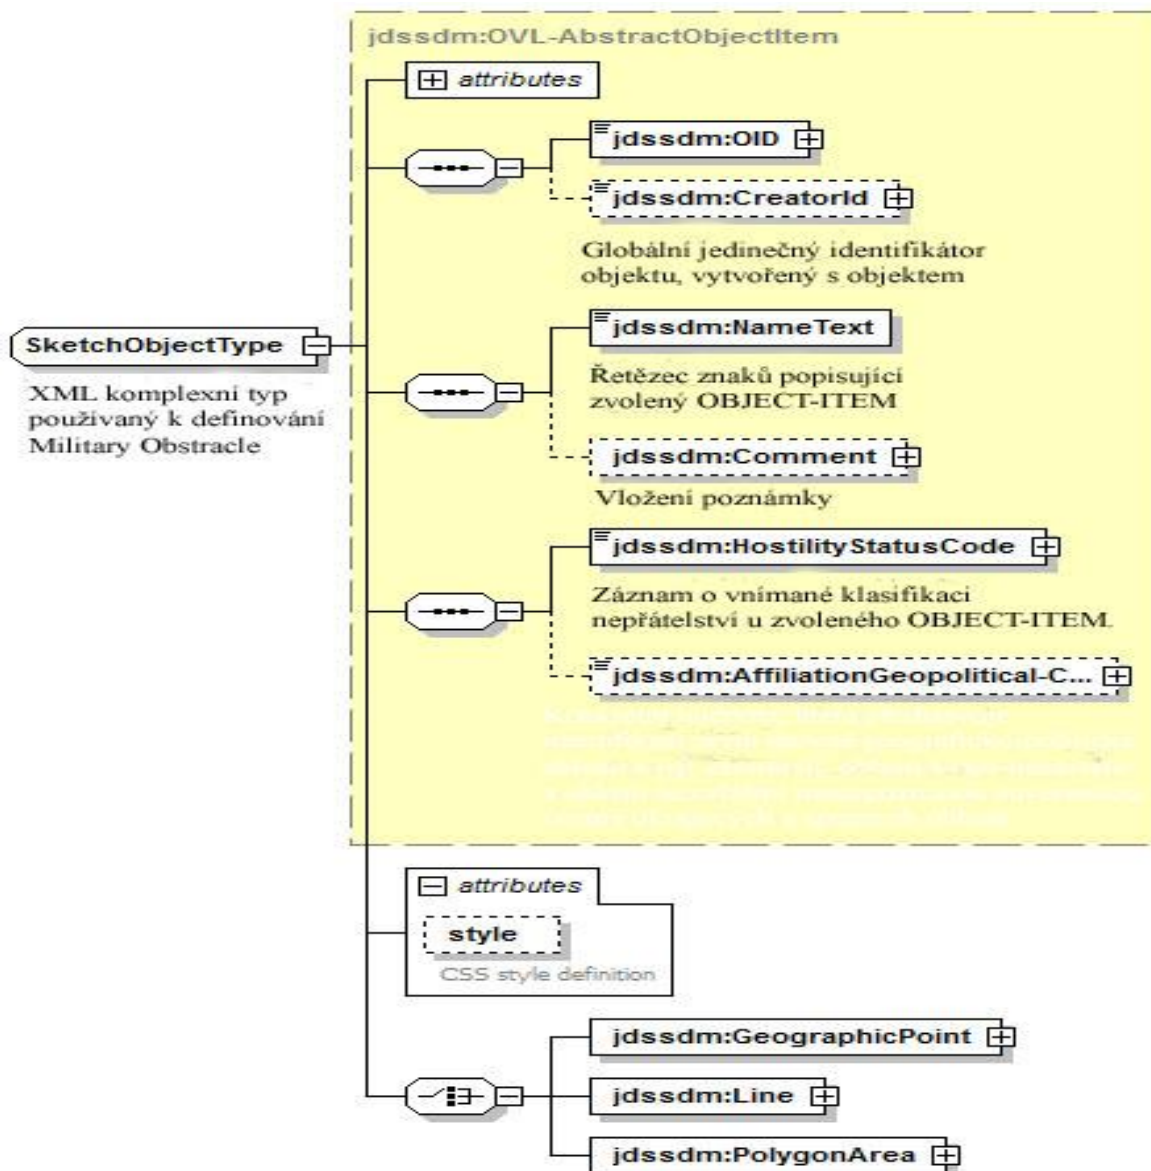 jdssdm:OVL-AbstractObjectItem
attributes
jdssdm:OID
jdssdm:CreatorId
Globální jedinečný identifikátor
objektu, vytvořený s objektem
SketchObjectType
XML komplexní typ
používaný k definování
Military Obstracle
jdssdm:NameText
Řetězec znaků popisující
zvolený OBJECT-ITEM
jdssdm:Comment
Vložení poznámky
jdssdm:HostilityStatusCode
Záznam o vnímané klasifikaci
nepřátelství u zvoleného OBJECT-ITEM.
jdssdm:AffiliationGeopolitical-C...
attributes
style
CSS style definition
jdssdm:GeographicPoint
jdssdm:Line
jdssdm:PolygonArea